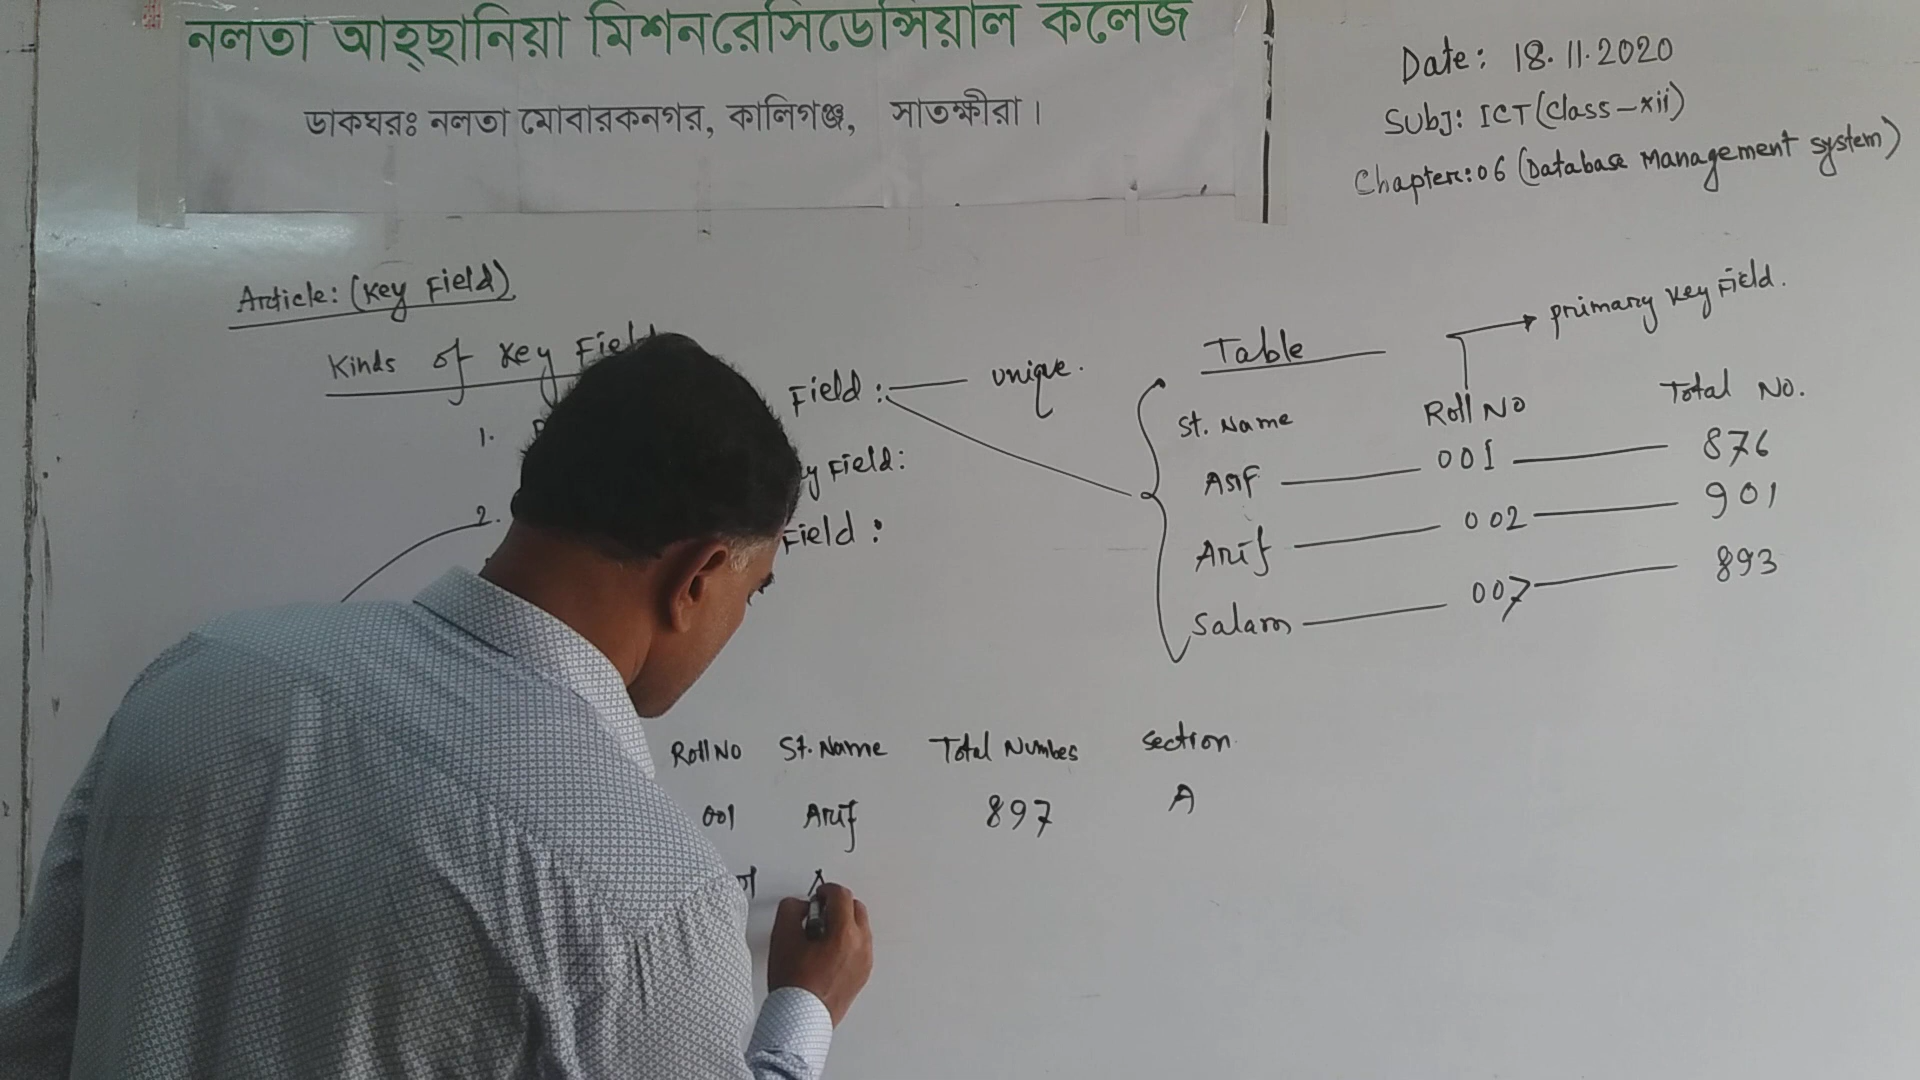 নলতা আহ্ছানিয়া মিশনরেসিডেন্সিয়াল কলেজ
ডাকঘরঃ নলতা মোবারকনগর, কালিগঞ্জ, সাতক্ষীরা।
Date: 18.11.2020
Subj: ICT (Class-xii)
Chapter: 06 (Database Management system)
Article: (Key Field)
Kinds of Key Field
1.
Field: unique.
2.
Key Field:
Field:
Table
primary Key Field.
St. Name Roll No Total No.
Asif 001 876
Arif 002 901
Salam 007 893
Roll No St. Name Total Number Section
001 Arif 897 A
A